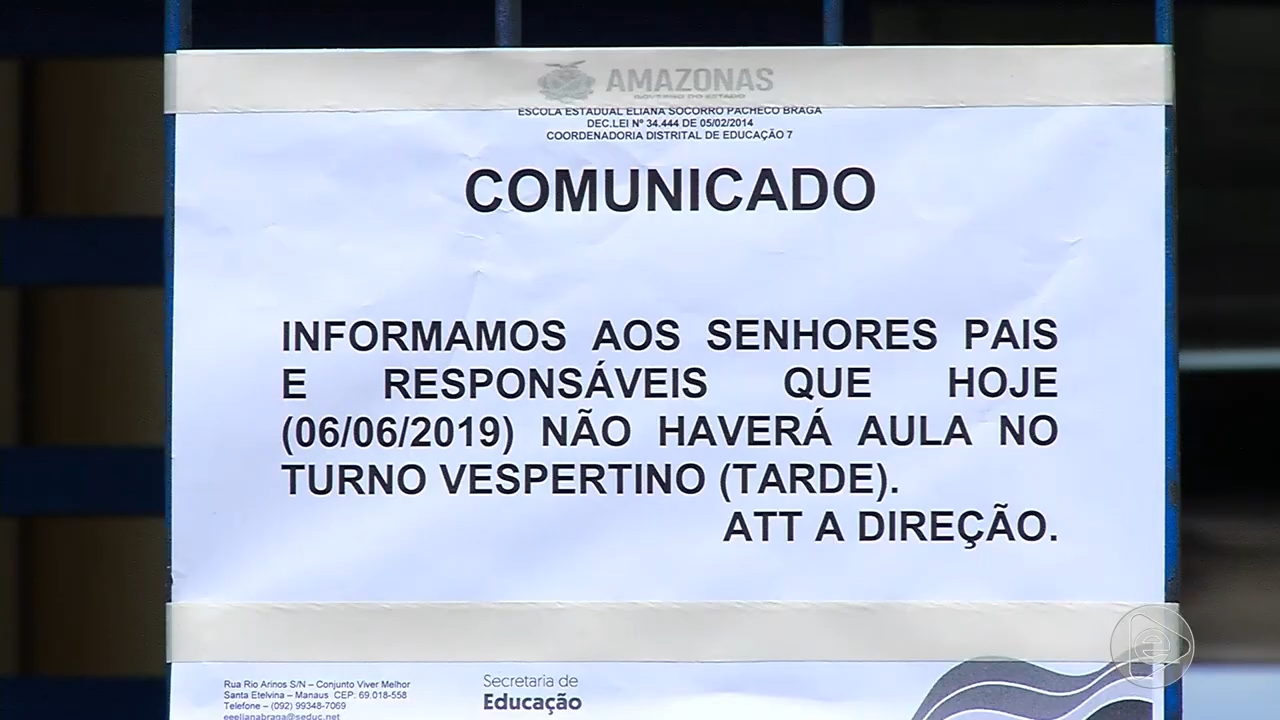 AMAZONAS
GOVERNO DO ESTADO
ESCOLA ESTADUAL ELIANA SOCORRO PACHECO BRAGA
DEC.LEI Nº 34.444 DE 05/02/2014
COORDENADORIA DISTRITAL DE EDUCAÇÃO 7
COMUNICADO
INFORMAMOS AOS SENHORES PAIS
E RESPONSÁVEIS QUE HOJE
(06/06/2019) NÃO HAVERÁ AULA NO
TURNO VESPERTINO (TARDE).
ATT A DIREÇÃO.
Rua Rio Arinos S/N – Conjunto Viver Melhor
Santa Etelvina – Manaus CEP: 69.018-558
Telefone – (092) 99348-7069
eeelianabraga@seduc.net
Secretaria de
Educação
e